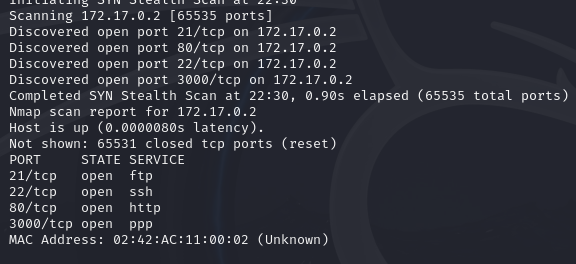 Initiating SYN Stealth Scan at 22:30
Scanning 172.17.0.2 [65535 ports]
Discovered open port 21/tcp on 172.17.0.2
Discovered open port 80/tcp on 172.17.0.2
Discovered open port 22/tcp on 172.17.0.2
Discovered open port 3000/tcp on 172.17.0.2
Completed SYN Stealth Scan at 22:30, 0.90s elapsed (65535 total ports)
Nmap scan report for 172.17.0.2
Host is up (0.0000080s latency).
Not shown: 65531 closed tcp ports (reset)
PORT     STATE SERVICE
21/tcp   open  ftp
22/tcp   open  ssh
80/tcp   open  http
3000/tcp open  ppp
MAC Address: 02:42:AC:11:00:02 (Unknown)